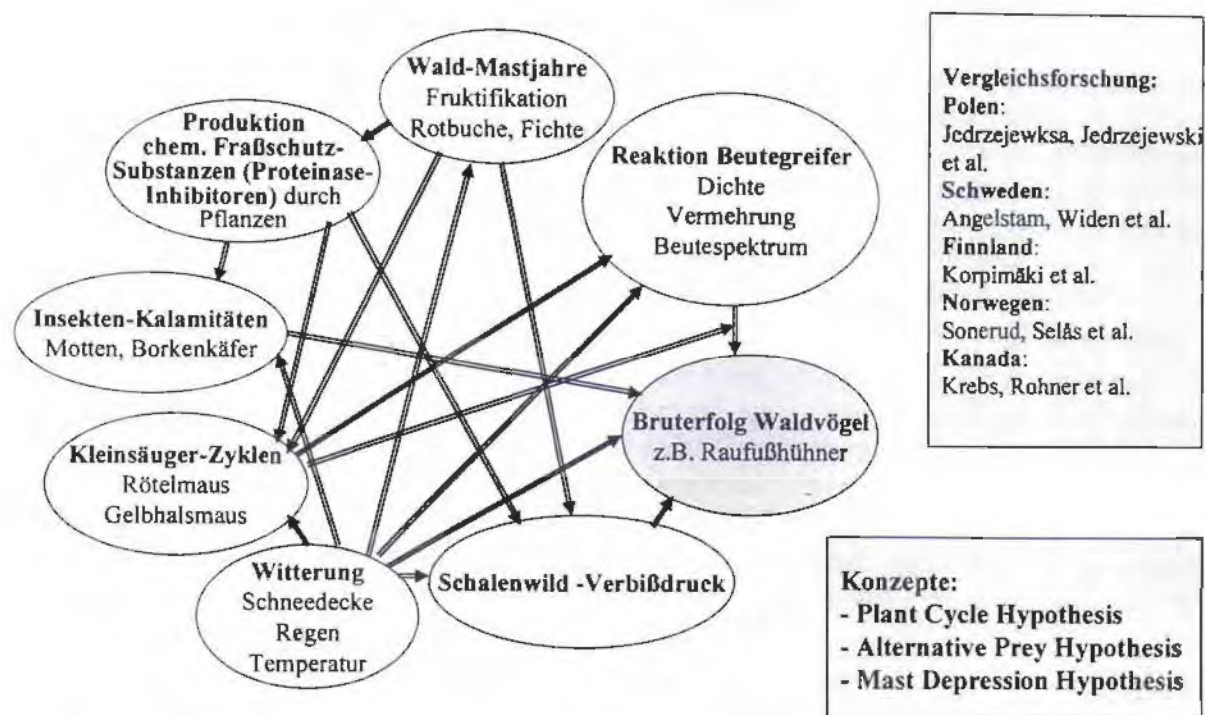 Wald-Mastjahre
Fruktifikation
Rotbuche, Fichte
Produktion
chem. Fraßschutz-
Substanzen (Proteinase-
Inhibitoren) durch
Pflanzen
Reaktion Beutegreifer
Dichte
Vermehrung
Beutespektrum
Insekten-Kalamitäten
Motten, Borkenkäfer
Bruterfolg Waldvögel
z.B. Raufußhühner
Kleinsäuger-Zyklen
Rötelmaus
Gelbhalsmaus
Witterung
Schneedecke
Regen
Temperatur
Schalenwild -Verbißdruck
Vergleichsforschung:
Polen:
Jedrzejewksa, Jedrzejewski
et al.
Schweden:
Angelstam, Widen et al.
Finnland:
Korpimäki et al.
Norwegen:
Sonerud, Selås et al.
Kanada:
Krebs, Rohner et al.
Konzepte:
- Plant Cycle Hypothesis
- Alternative Prey Hypothesis
- Mast Depression Hypothesis